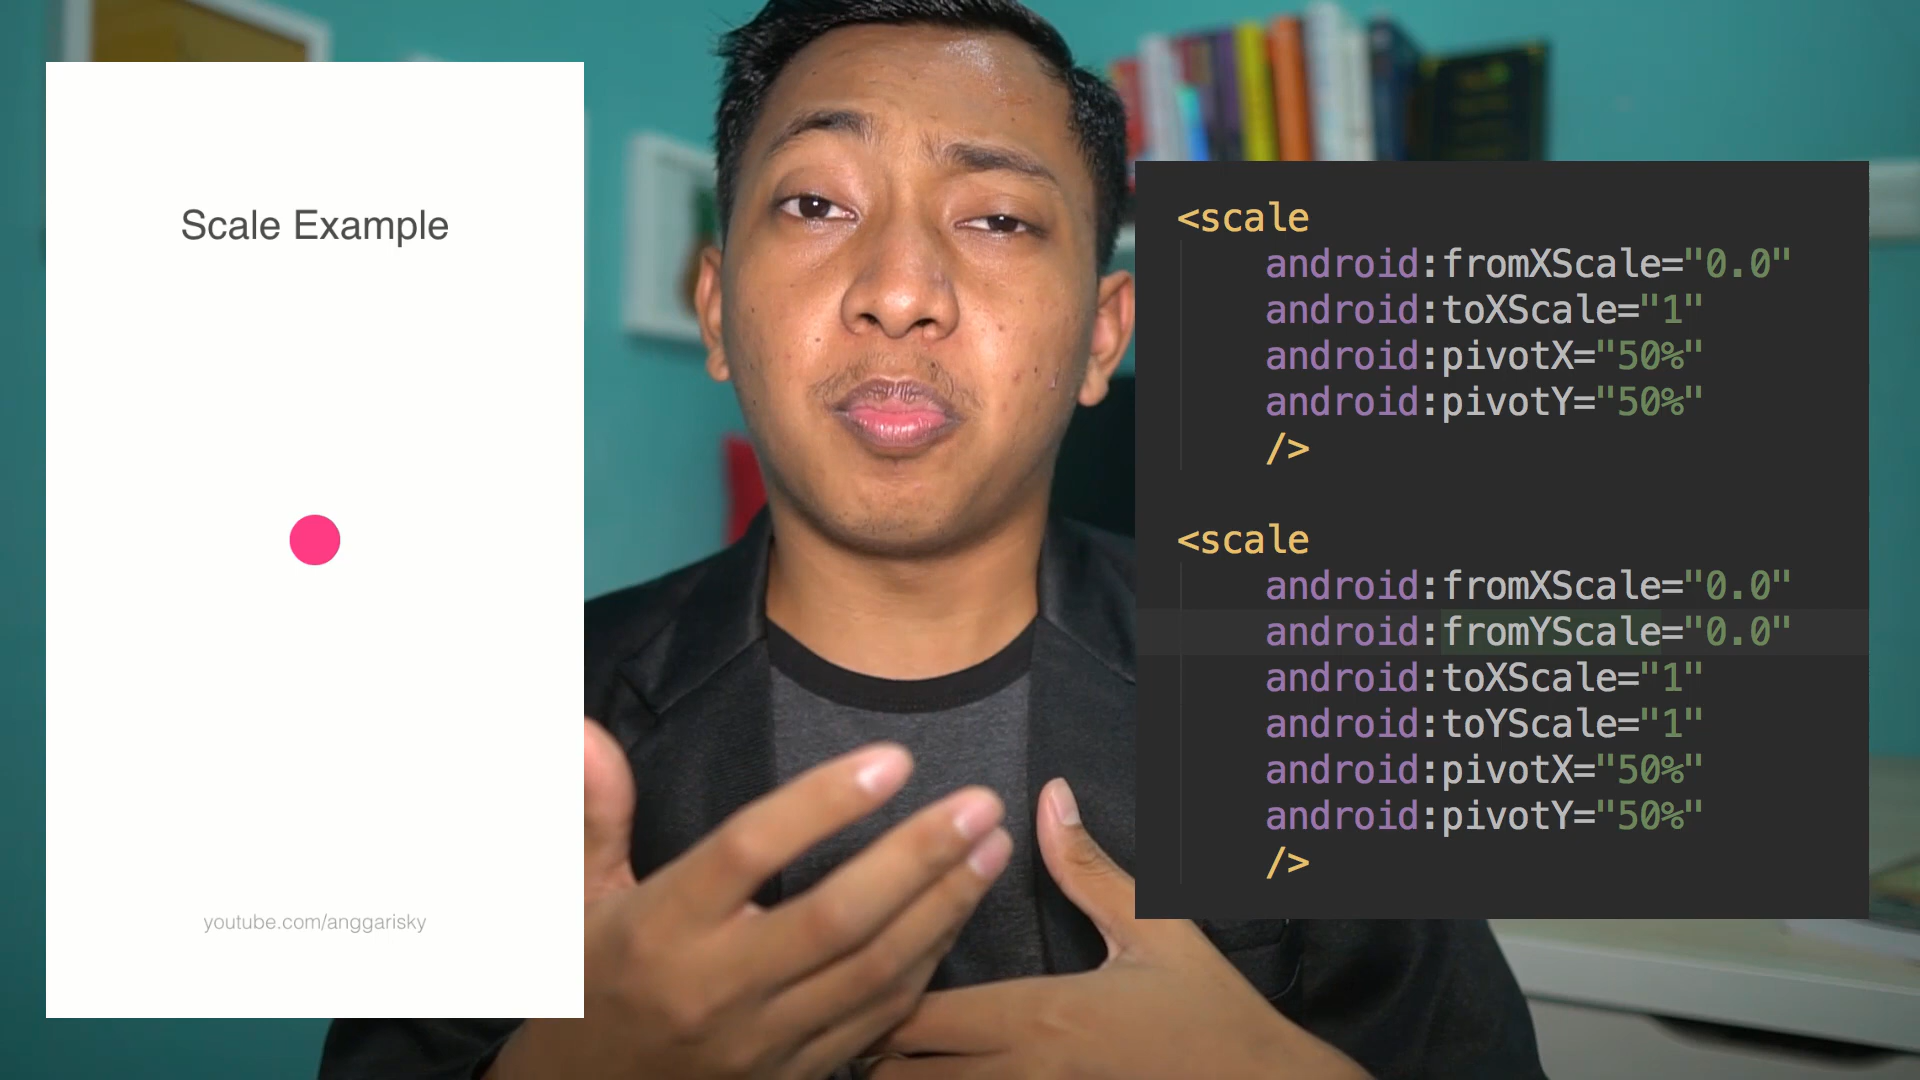 Scale Example
youtube.com/anggarisky
<scale
android:fromXScale="0.0"
android:toXScale="1"
android:pivotX="50%"
android:pivotY="50%"
/>
<scale
android:fromXScale="0.0"
android:fromYScale="0.0"
android:toXScale="1"
android:toYScale="1"
android:pivotX="50%"
android:pivotY="50%"
/>